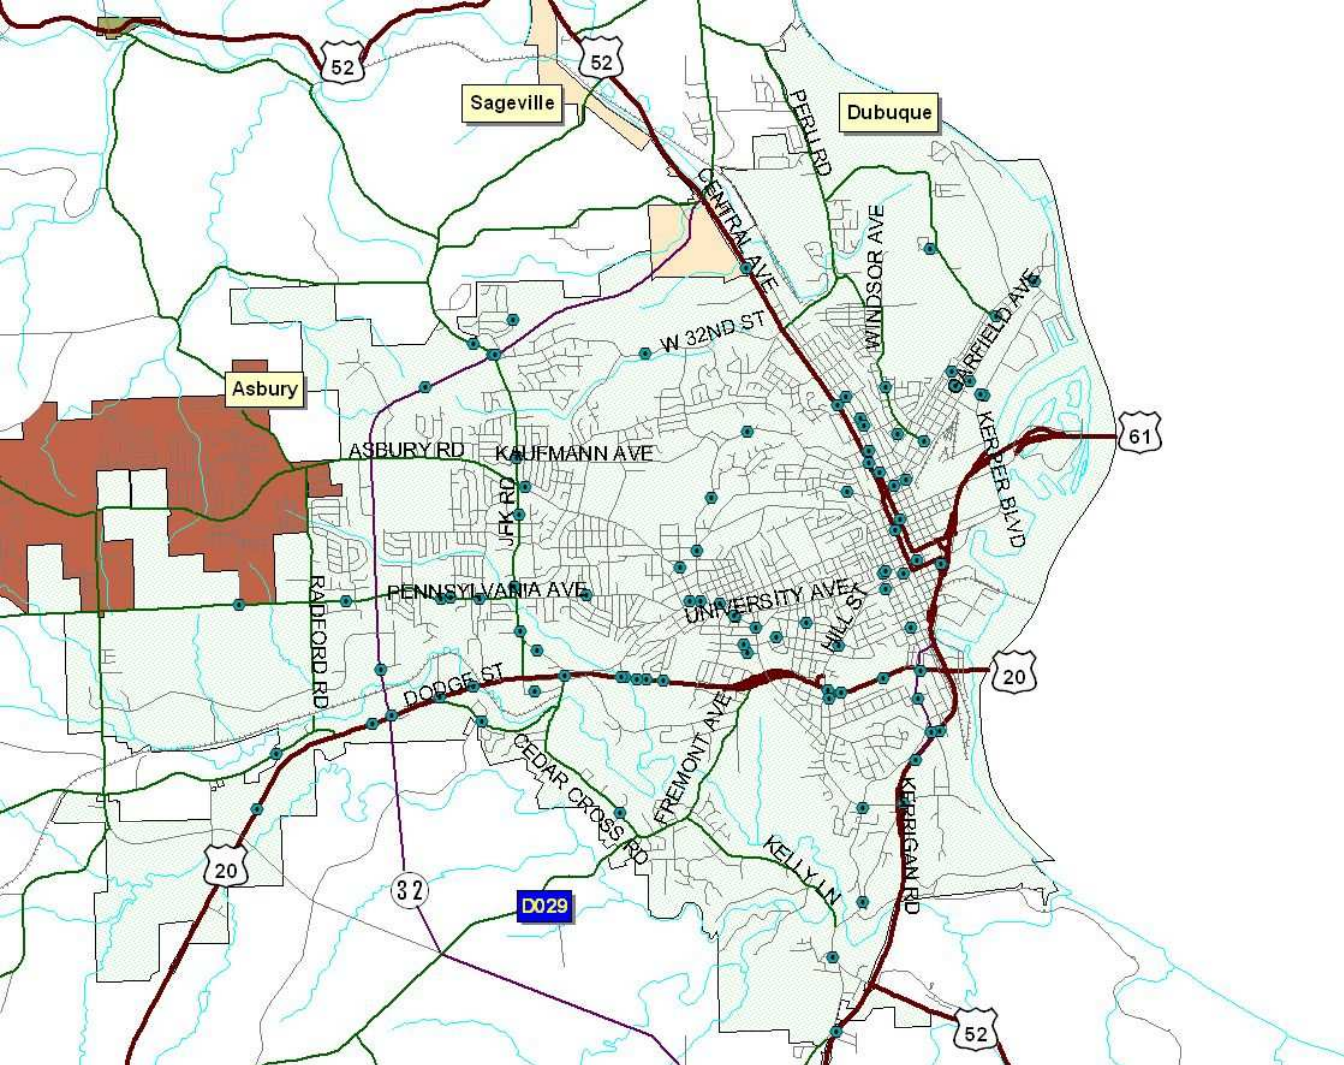 52
52
Sageville
Dubuque
PERU RD
CENTRAL AVE
WINDSOR AVE
GARFIELD AVE
W 32ND ST
Asbury
ASBURY RD
KAUFMANN AVE
KERPER BLVD
61
JFK RD
PENNSYLVANIA AVE
UNIVERSITY AVE
HILL ST
RADFORD RD
DODGE ST
20
FREMONT AVE
CEDAR CROSS RD
KERRIGAN RD
KELLY LN
20
32
D029
52